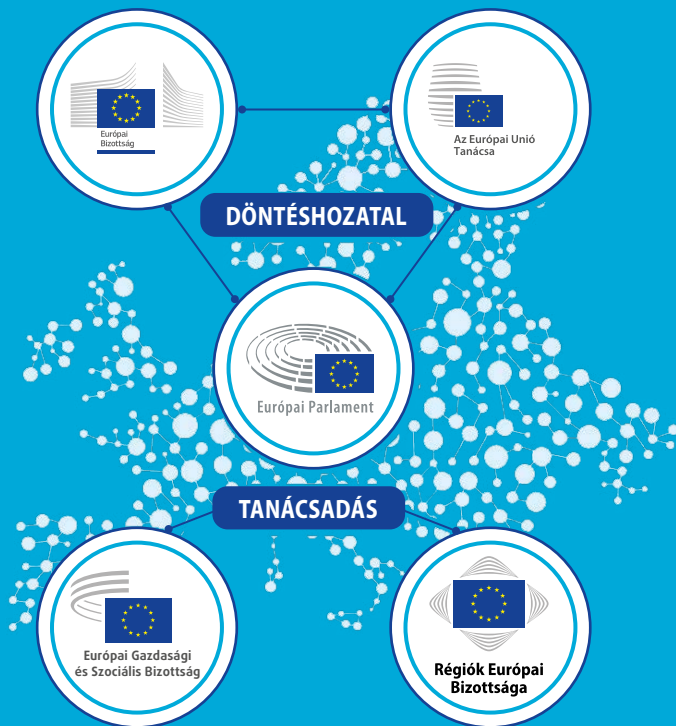 Európai
Bizottság
Az Európai Unió
Tanácsa
DÖNTÉSHOZATAL
Európai Parlament
TANÁCSADÁS
Európai Gazdasági
és Szociális Bizottság
Régiók Európai
Bizottsága